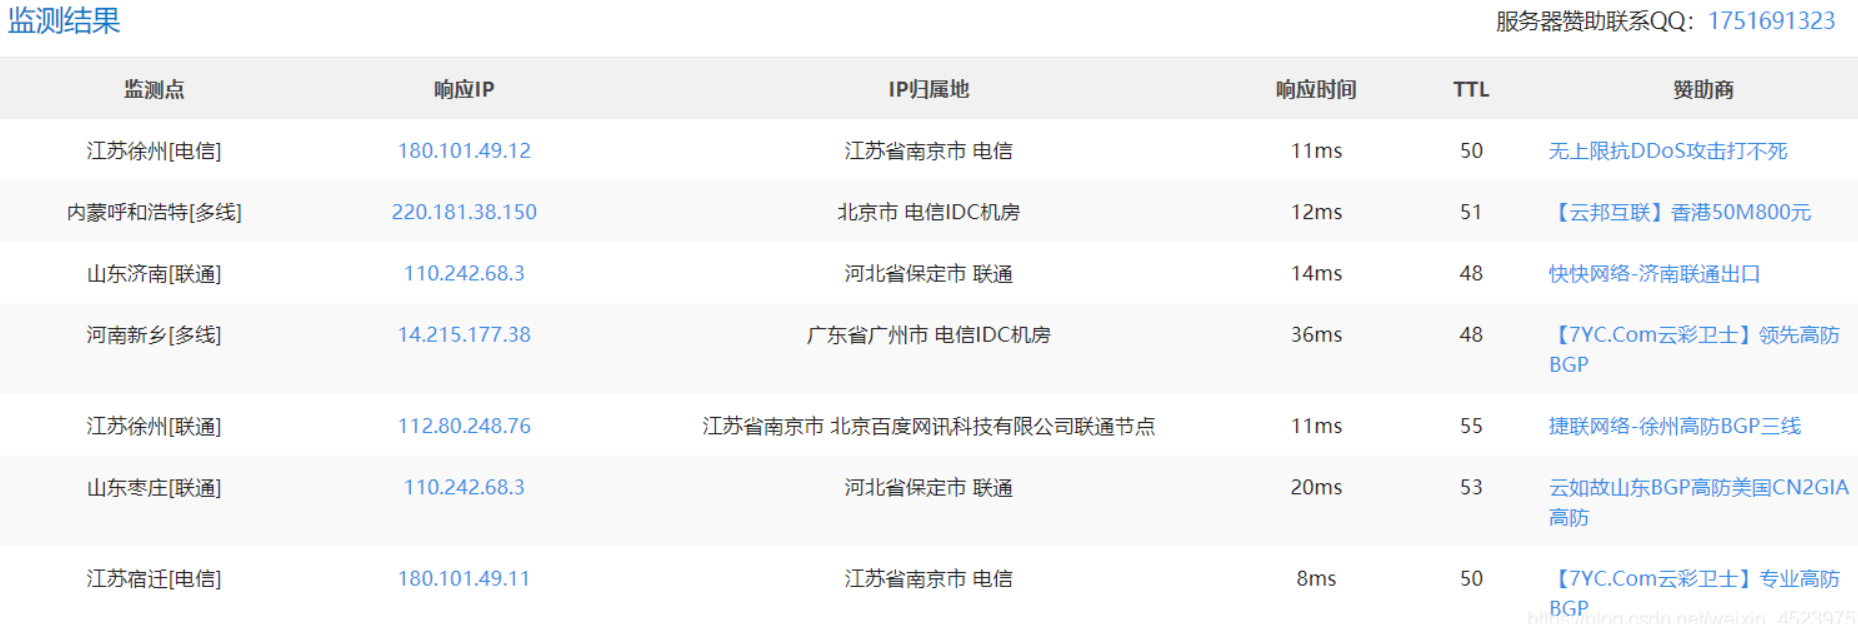 监测结果
服务器赞助联系QQ：1751691323
监测点 响应IP IP归属地 响应时间 TTL 赞助商
江苏徐州[电信] 180.101.49.12 江苏省南京市 电信 11ms 50 无上限抗DDoS攻击打不死
内蒙呼和浩特[多线] 220.181.38.150 北京市 电信IDC机房 12ms 51 【云邦互联】香港50M800元
山东济南[联通] 110.242.68.3 河北省保定市 联通 14ms 48 快快网络-济南联通出口
河南新乡[多线] 14.215.177.38 广东省广州市 电信IDC机房 36ms 48 【7YC.Com云彩卫士】领先高防
BGP
江苏徐州[联通] 112.80.248.76 江苏省南京市 北京百度网讯科技有限公司联通节点 11ms 55 捷联网络-徐州高防BGP三线
山东枣庄[联通] 110.242.68.3 河北省保定市 联通 20ms 53 云如故山东BGP高防美国CN2GIA
高防
江苏宿迁[电信] 180.101.49.11 江苏省南京市 电信 8ms 50 【7YC.Com云彩卫士】专业高防
BGP
https://blog.csdn.net/weixin_4523975